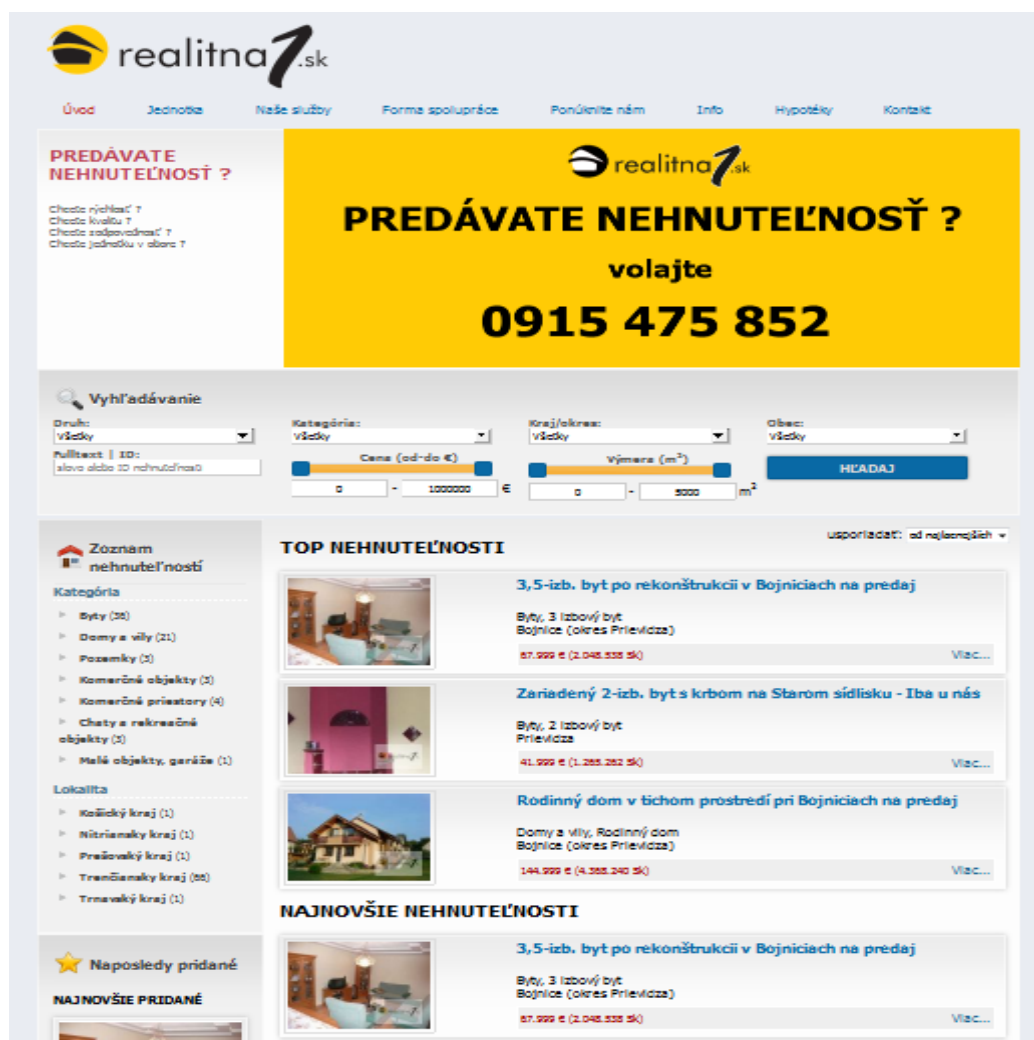 realitna1.sk
Úvod Jednotka Naše služby Forma spolupráce Ponúknite nám Info Hypotéky Kontakt
PREDÁVATE
NEHNUTEĽNOSŤ ?
Chcete rýchlosť ?
Chcete kvalitu ?
Chcete zodpovednosť ?
Chcete jednotku v obore ?
realitna1.sk
PREDÁVATE NEHNUTEĽNOSŤ ?
volajte
0915 475 852
Vyhľadávanie
Druh: Kategória: Kraj/okres: Obec:
Všetky Všetky Všetky Všetky
Fulltext | ID: Cena (od-do €) Výmera (m²)
slovo alebo ID nehnuteľnosti
HĽADAJ
0 - 1000000 € 0 - 5000 m²
usporiadať: od najlacnejších
Zoznam
nehnuteľností
Kategória
Byty (36)
Domy a vily (21)
Pozemky (3)
Komerčné objekty (3)
Komerčné priestory (4)
Chaty a rekreačné
objekty (3)
Malé objekty, garáže (1)
Lokalita
Košický kraj (1)
Nitriansky kraj (1)
Prešovský kraj (1)
Trenčiansky kraj (66)
Trnavský kraj (1)
Naposledy pridané
NAJNOVŠIE PRIDANÉ
TOP NEHNUTEĽNOSTI
3,5-izb. byt po rekonštrukcii v Bojniciach na predaj
Byty, 3 izbový byt
Bojnice (okres Prievidza)
67.999 € (2.048.538 Sk) Viac...
Zariadený 2-izb. byt s krbom na Starom sídlisku - Iba u nás
Byty, 2 izbový byt
Prievidza
41.999 € (1.265.262 Sk) Viac...
Rodinný dom v tichom prostredí pri Bojniciach na predaj
Domy a vily, Rodinný dom
Bojnice (okres Prievidza)
144.999 € (4.368.240 Sk) Viac...
NAJNOVŠIE NEHNUTEĽNOSTI
3,5-izb. byt po rekonštrukcii v Bojniciach na predaj
Byty, 3 izbový byt
Bojnice (okres Prievidza)
67.999 € (2.048.538 Sk) Viac...